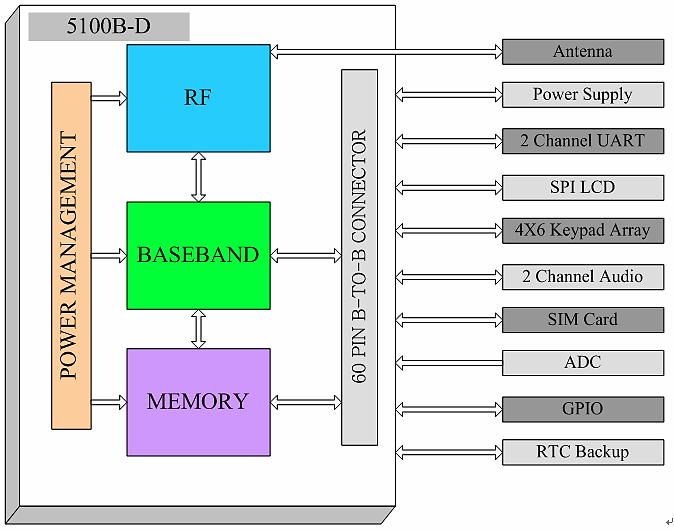 5100B-D
RF
BASEBAND
MEMORY
POWER MANAGEMENT
60 PIN B-TO-B CONNECTOR
Antenna
Power Supply
2 Channel UART
SPI LCD
4X6 Keypad Array
2 Channel Audio
SIM Card
ADC
GPIO
RTC Backup